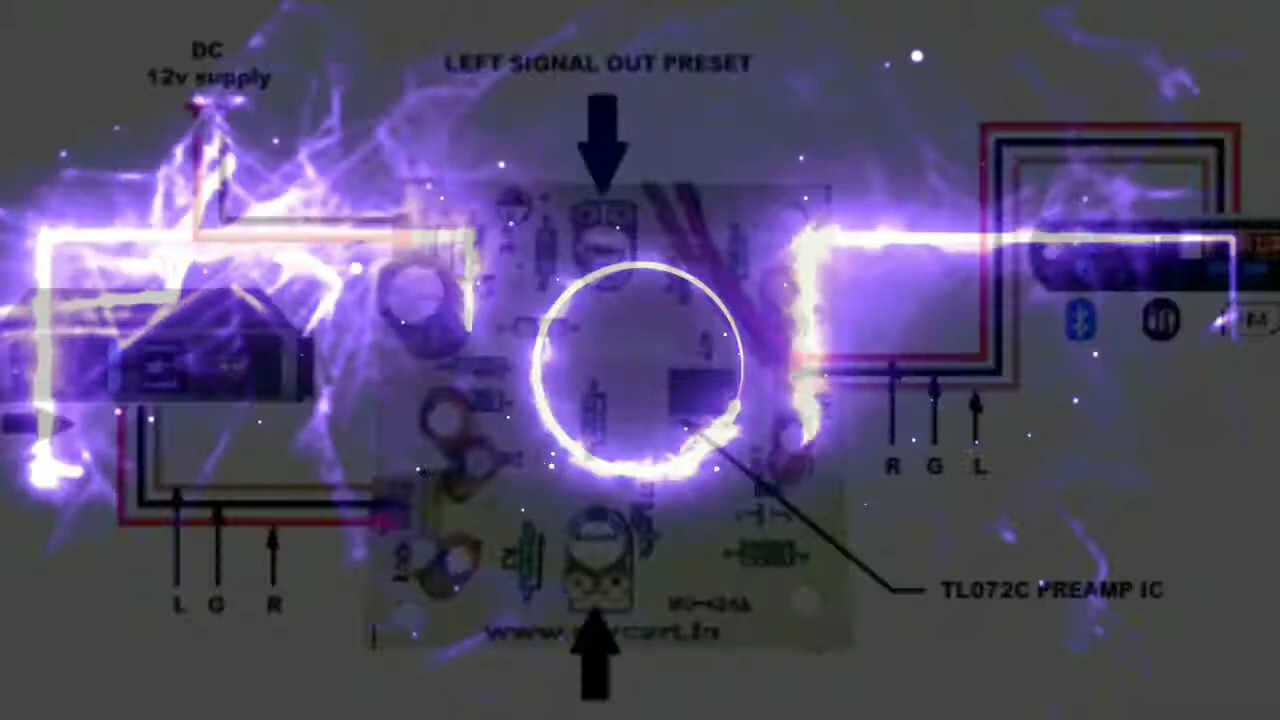 DC
12v supply
LEFT SIGNAL OUT PRESET
R G L
L G R
TL072C PREAMP IC